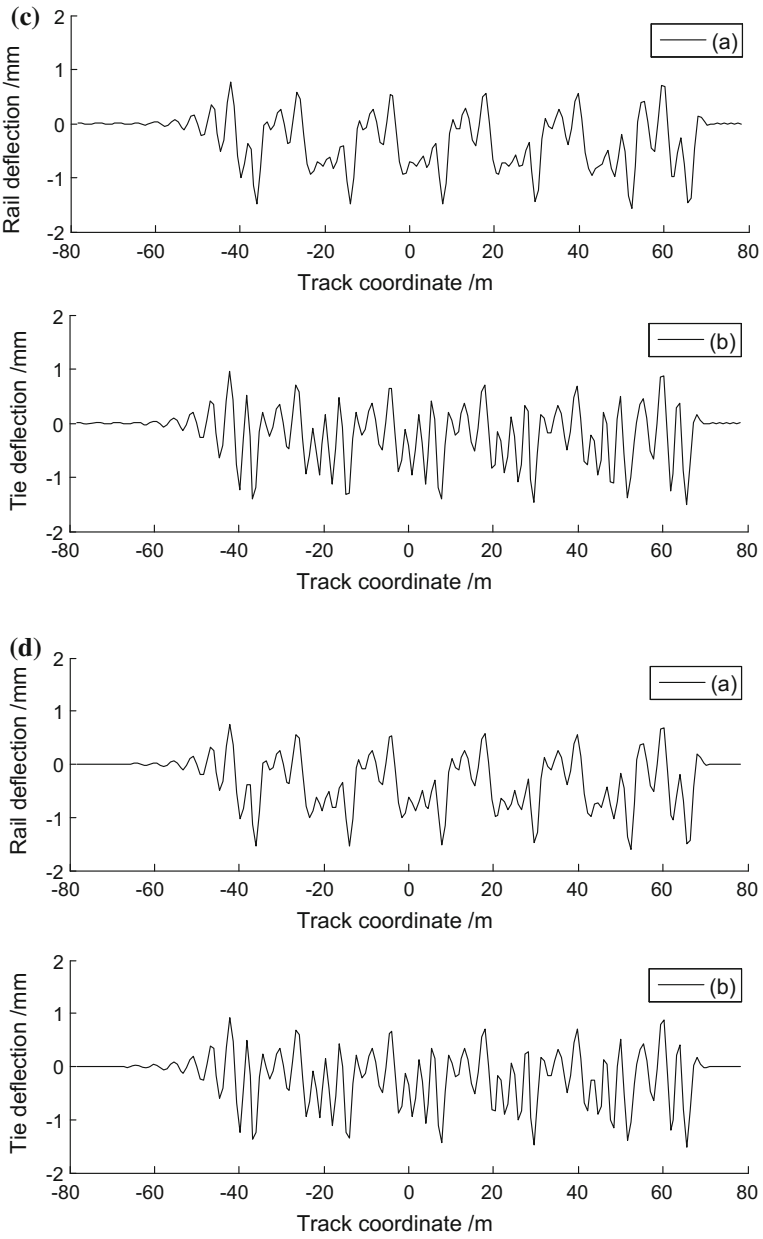 (c)
2
1
0
-1
-2
Rail deflection /mm
(a)
-80 -60 -40 -20 0 20 40 60 80
Track coordinate /m
2
1
0
-1
-2
Tie deflection /mm
(b)
-80 -60 -40 -20 0 20 40 60 80
Track coordinate /m
(d)
2
1
0
-1
-2
Rail deflection /mm
(a)
-80 -60 -40 -20 0 20 40 60 80
Track coordinate /m
2
1
0
-1
-2
Tie deflection /mm
(b)
-80 -60 -40 -20 0 20 40 60 80
Track coordinate /m